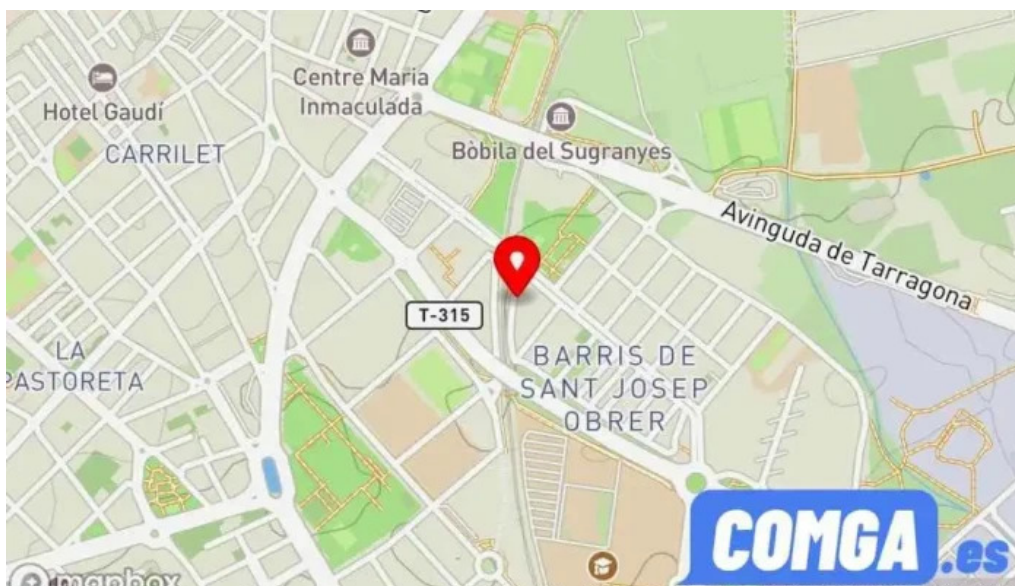 Centre Maria
Inmaculada
Hotel Gaudí
CARRILET
Bòbila del Sugranyes
Avinguda de Tarragona
T-315
LA
PASTORETA
BARRIS DE
SANT JOSEP
OBRER
COMGA.es
mapbox